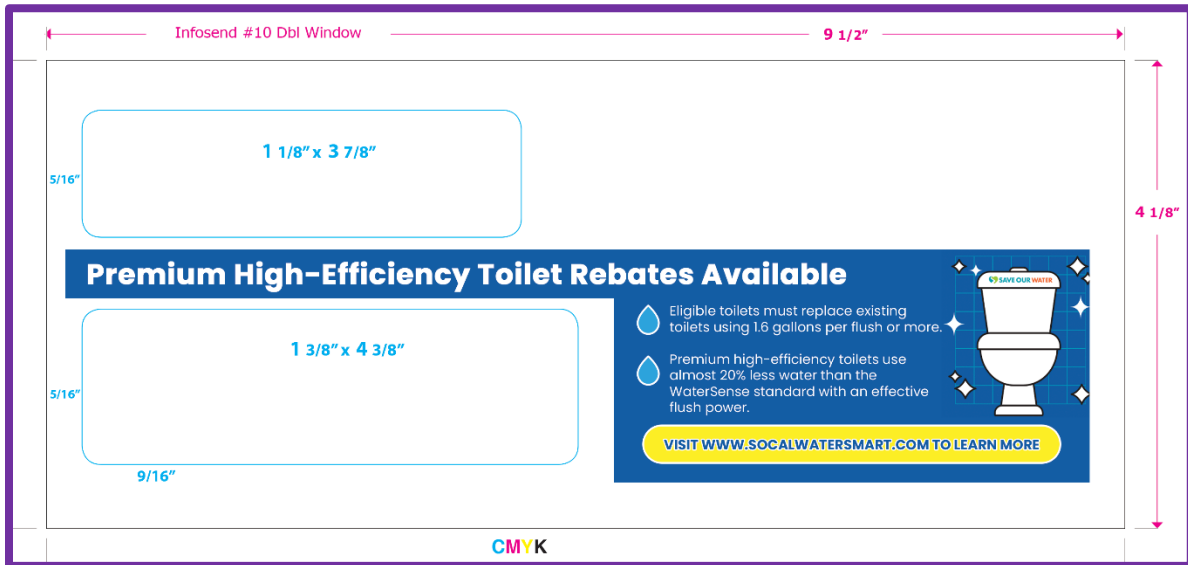 Infosend #10 Dbl Window
9 1/2"
1 1/8" x 3 7/8"
5/16"
4 1/8"
Premium High-Efficiency Toilet Rebates Available
SAVE OUR WATER
Eligible toilets must replace existing
toilets using 1.6 gallons per flush or more.
1 3/8" x 4 3/8"
Premium high-efficiency toilets use
almost 20% less water than the
WaterSense standard with an effective
flush power.
5/16"
VISIT WWW.SOCALWATERSMART.COM TO LEARN MORE
9/16"
CMYK